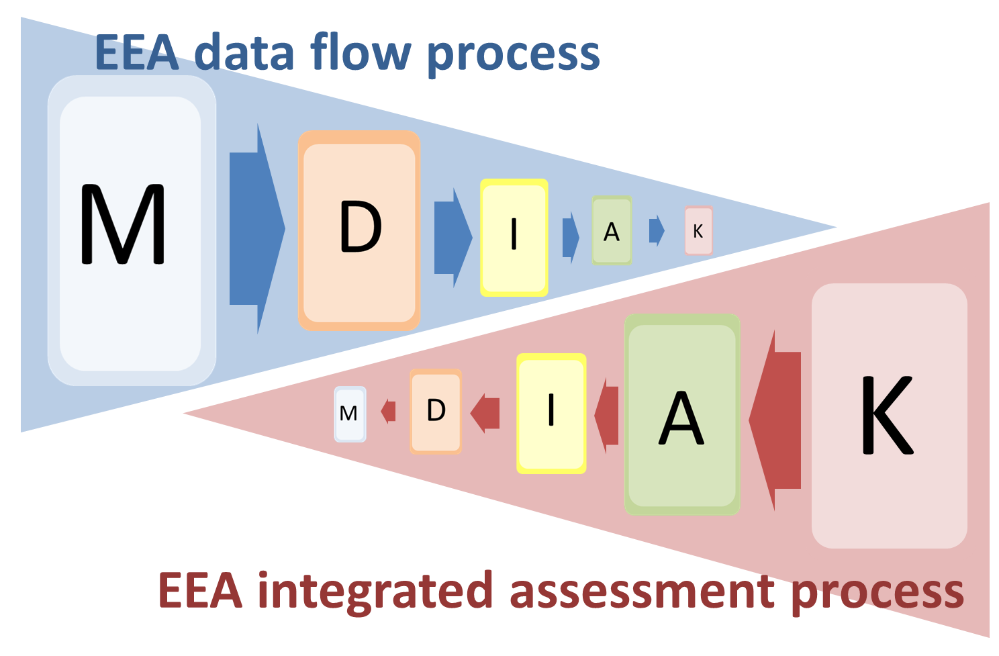 EEA data flow process
M D I A K
M D I A K
EEA integrated assessment process